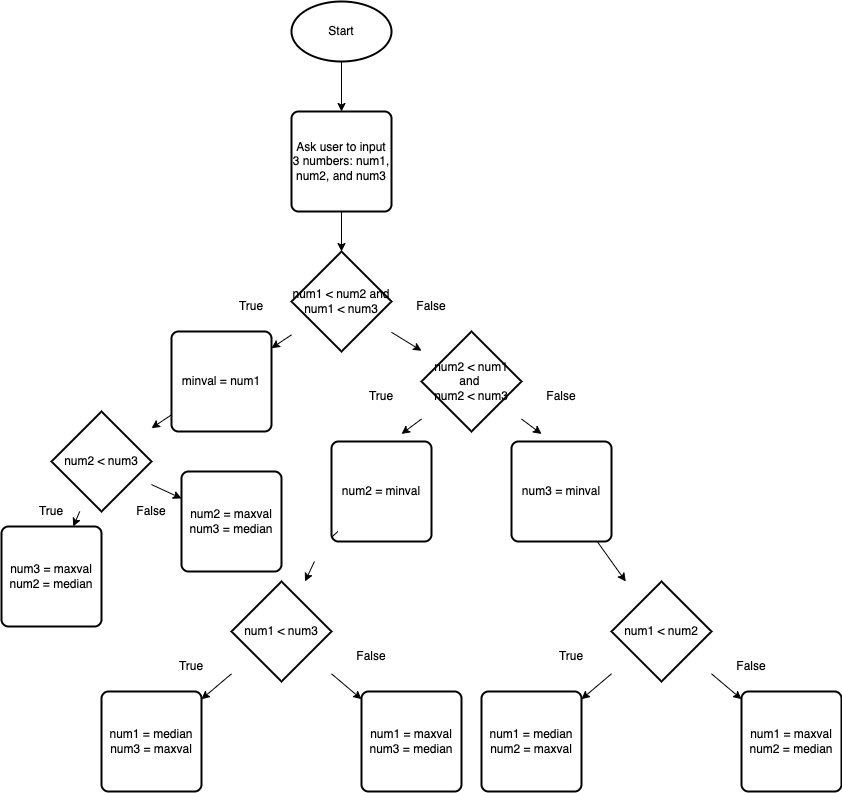 Start
Ask user to input
3 numbers: num1,
num2, and num3
num1 < num2 and
num1 < num3
True
False
minval = num1
num2 < num1
and
num2 < num3
True
False
num2 < num3
num2 = minval
num3 = minval
True
False
num2 = maxval
num3 = median
num3 = maxval
num2 = median
num1 < num3
num1 < num2
True
False
True
False
num1 = median
num3 = maxval
num1 = maxval
num3 = median
num1 = median
num2 = maxval
num1 = maxval
num2 = median